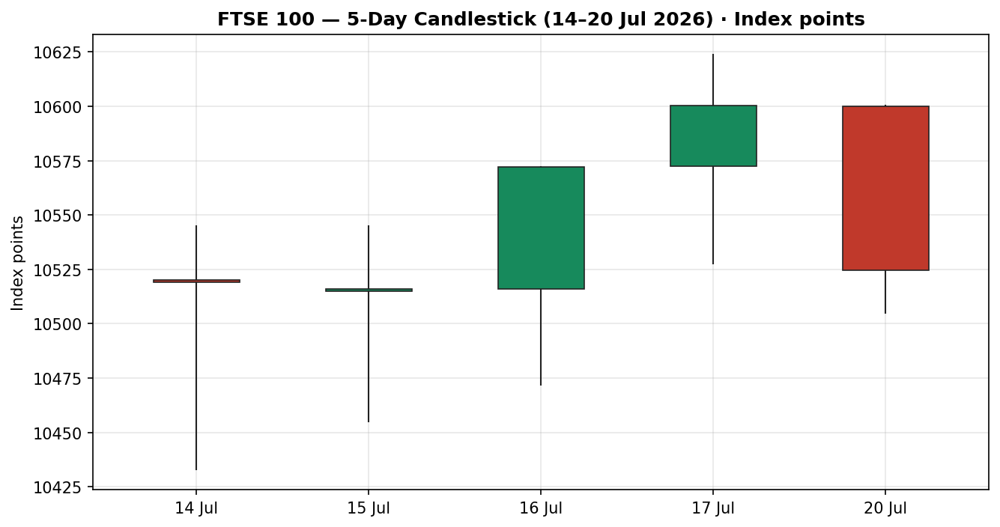 FTSE 100 — 5-Day Candlestick (14–20 Jul 2026) · Index points
Index points
10625
10600
10575
10550
10525
10500
10475
10450
10425
14 Jul
15 Jul
16 Jul
17 Jul
20 Jul